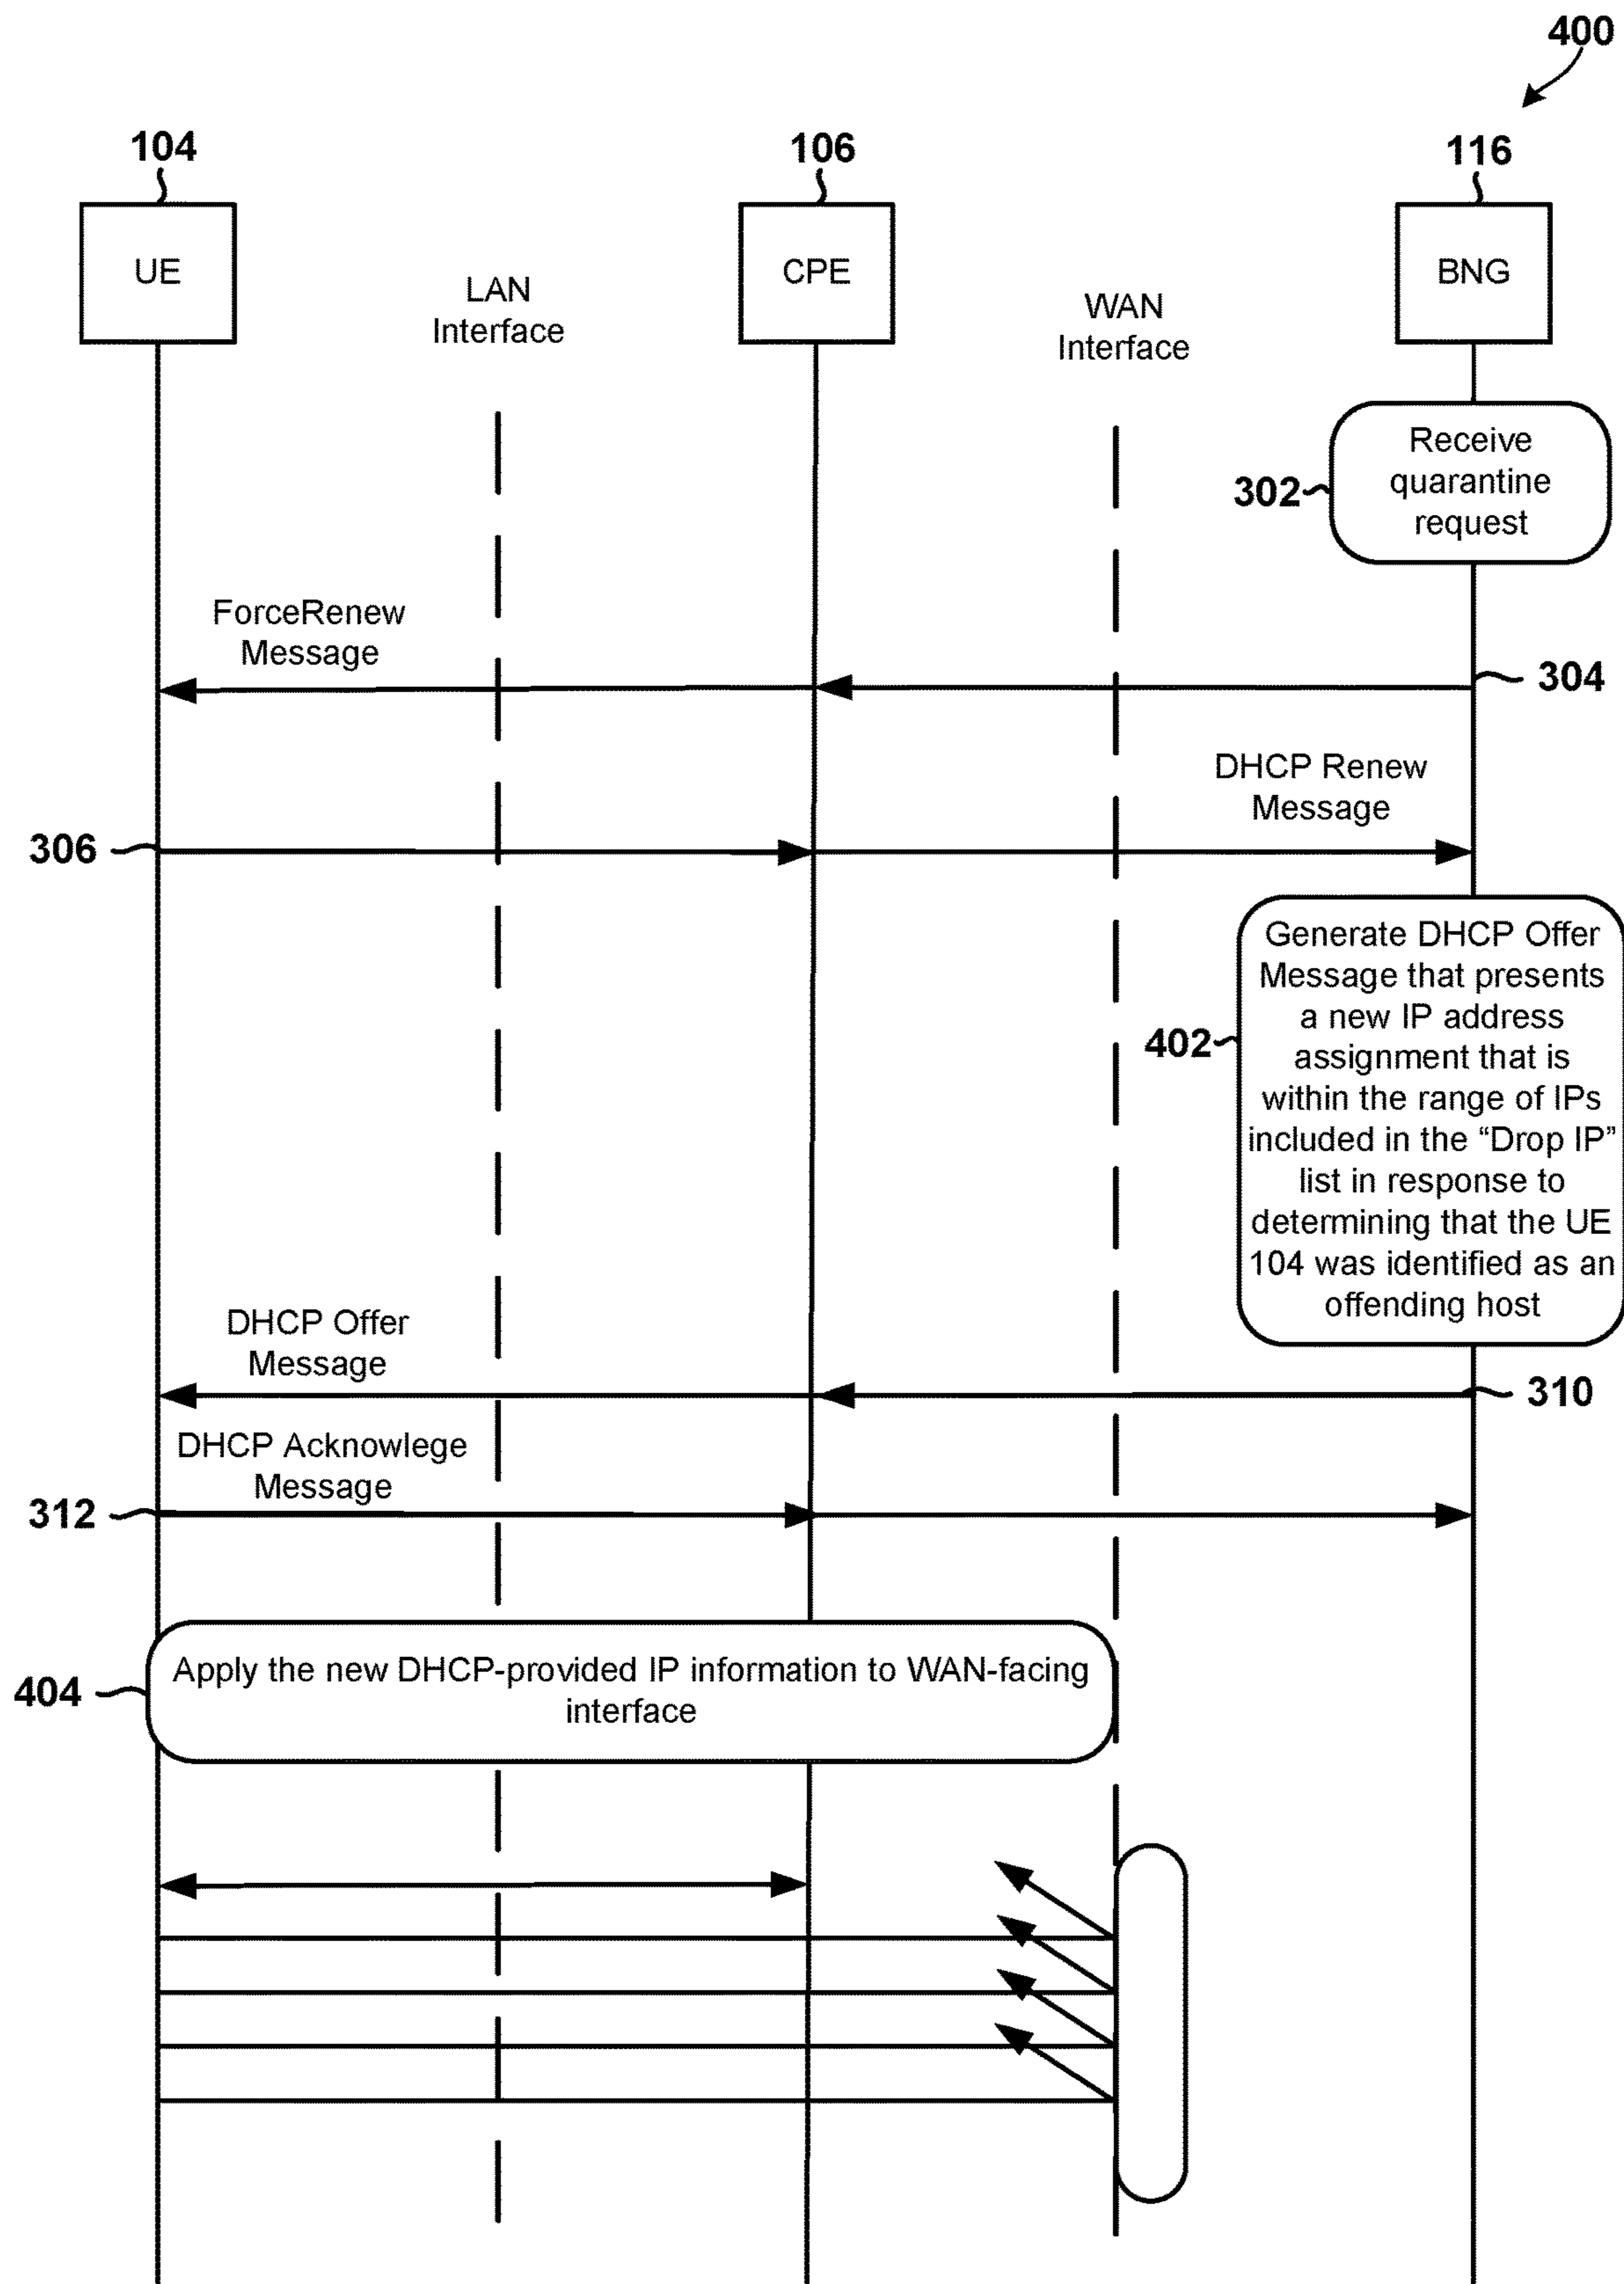 400
104
106
116
UE
CPE
BNG
LAN
Interface
WAN
Interface
Receive
quarantine
request
302
ForceRenew
Message
304
DHCP Renew
Message
306
Generate DHCP Offer
Message that presents
a new IP address
assignment that is
within the range of IPs
included in the “Drop IP”
list in response to
determining that the UE
104 was identified as an
offending host
402
DHCP Offer
Message
310
DHCP Acknowlege
Message
312
Apply the new DHCP-provided IP information to WAN-facing
interface
404